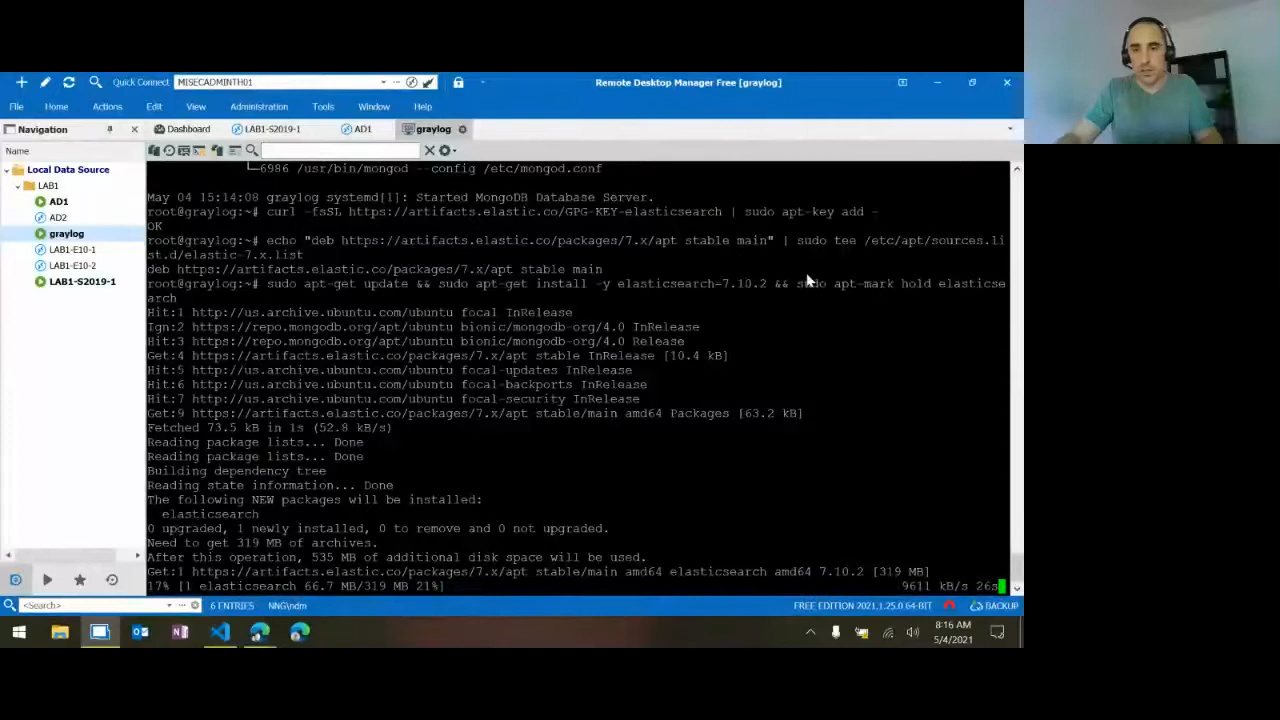 Quick Connect MISECADMINTH01
Remote Desktop Manager Free [graylog]
File Home Actions Edit View Administration Tools Window Help
Navigation
Dashboard LAB1-S2019-1 AD1 graylog
Name
Local Data Source
LAB1
AD1
AD2
graylog
LAB1-E10-1
LAB1-E10-2
LAB1-S2019-1
└─6986 /usr/bin/mongod --config /etc/mongod.conf
May 04 15:14:08 graylog systemd[1]: Started MongoDB Database Server.
root@graylog:~# curl -fsSL https://artifacts.elastic.co/GPG-KEY-elasticsearch | sudo apt-key add -
OK
root@graylog:~# echo "deb https://artifacts.elastic.co/packages/7.x/apt stable main" | sudo tee /etc/apt/sources.li
st.d/elastic-7.x.list
deb https://artifacts.elastic.co/packages/7.x/apt stable main
root@graylog:~# sudo apt-get update && sudo apt-get install -y elasticsearch=7.10.2 && sudo apt-mark hold elasticse
arch
Hit:1 http://us.archive.ubuntu.com/ubuntu focal InRelease
Ign:2 https://repo.mongodb.org/apt/ubuntu bionic/mongodb-org/4.0 InRelease
Hit:3 https://repo.mongodb.org/apt/ubuntu bionic/mongodb-org/4.0 Release
Get:4 https://artifacts.elastic.co/packages/7.x/apt stable InRelease [10.4 kB]
Hit:5 http://us.archive.ubuntu.com/ubuntu focal-updates InRelease
Hit:6 http://us.archive.ubuntu.com/ubuntu focal-backports InRelease
Hit:7 http://us.archive.ubuntu.com/ubuntu focal-security InRelease
Get:9 https://artifacts.elastic.co/packages/7.x/apt stable/main amd64 Packages [63.2 kB]
Fetched 73.5 kB in 1s (52.8 kB/s)
Reading package lists... Done
Reading package lists... Done
Building dependency tree
Reading state information... Done
The following NEW packages will be installed:
elasticsearch
0 upgraded, 1 newly installed, 0 to remove and 0 not upgraded.
Need to get 319 MB of archives.
After this operation, 535 MB of additional disk space will be used.
Get:1 https://artifacts.elastic.co/packages/7.x/apt stable/main amd64 elasticsearch amd64 7.10.2 [319 MB]
17% [1 elasticsearch 66.7 MB/319 MB 21%] 9611 kB/s 26s
<Search> 6 ENTRIES NNG\ndm FREE EDITION 2021.1.25.0 64-BIT BACKUP
8:16 AM
5/4/2021